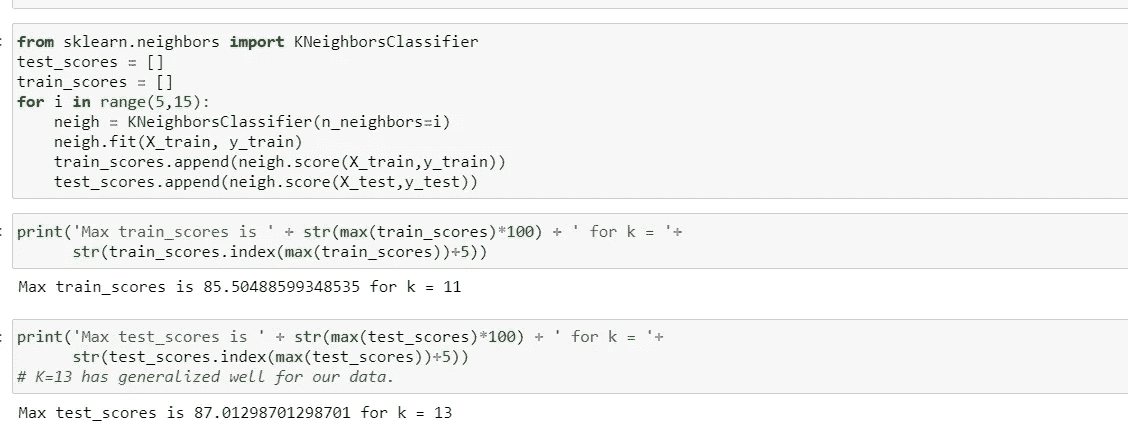 from sklearn.neighbors import KNeighborsClassifier
test_scores = []
train_scores = []
for i in range(5,15):
    neigh = KNeighborsClassifier(n_neighbors=i)
    neigh.fit(X_train, y_train)
    train_scores.append(neigh.score(X_train,y_train))
    test_scores.append(neigh.score(X_test,y_test))
print('Max train_scores is ' + str(max(train_scores)*100) + ' for k = '+
      str(train_scores.index(max(train_scores))+5))
Max train_scores is 85.50488599348535 for k = 11
print('Max test_scores is ' + str(max(test_scores)*100) + ' for k = '+
      str(test_scores.index(max(test_scores))+5))
# K=13 has generalized well for our data.
Max test_scores is 87.01298701298701 for k = 13